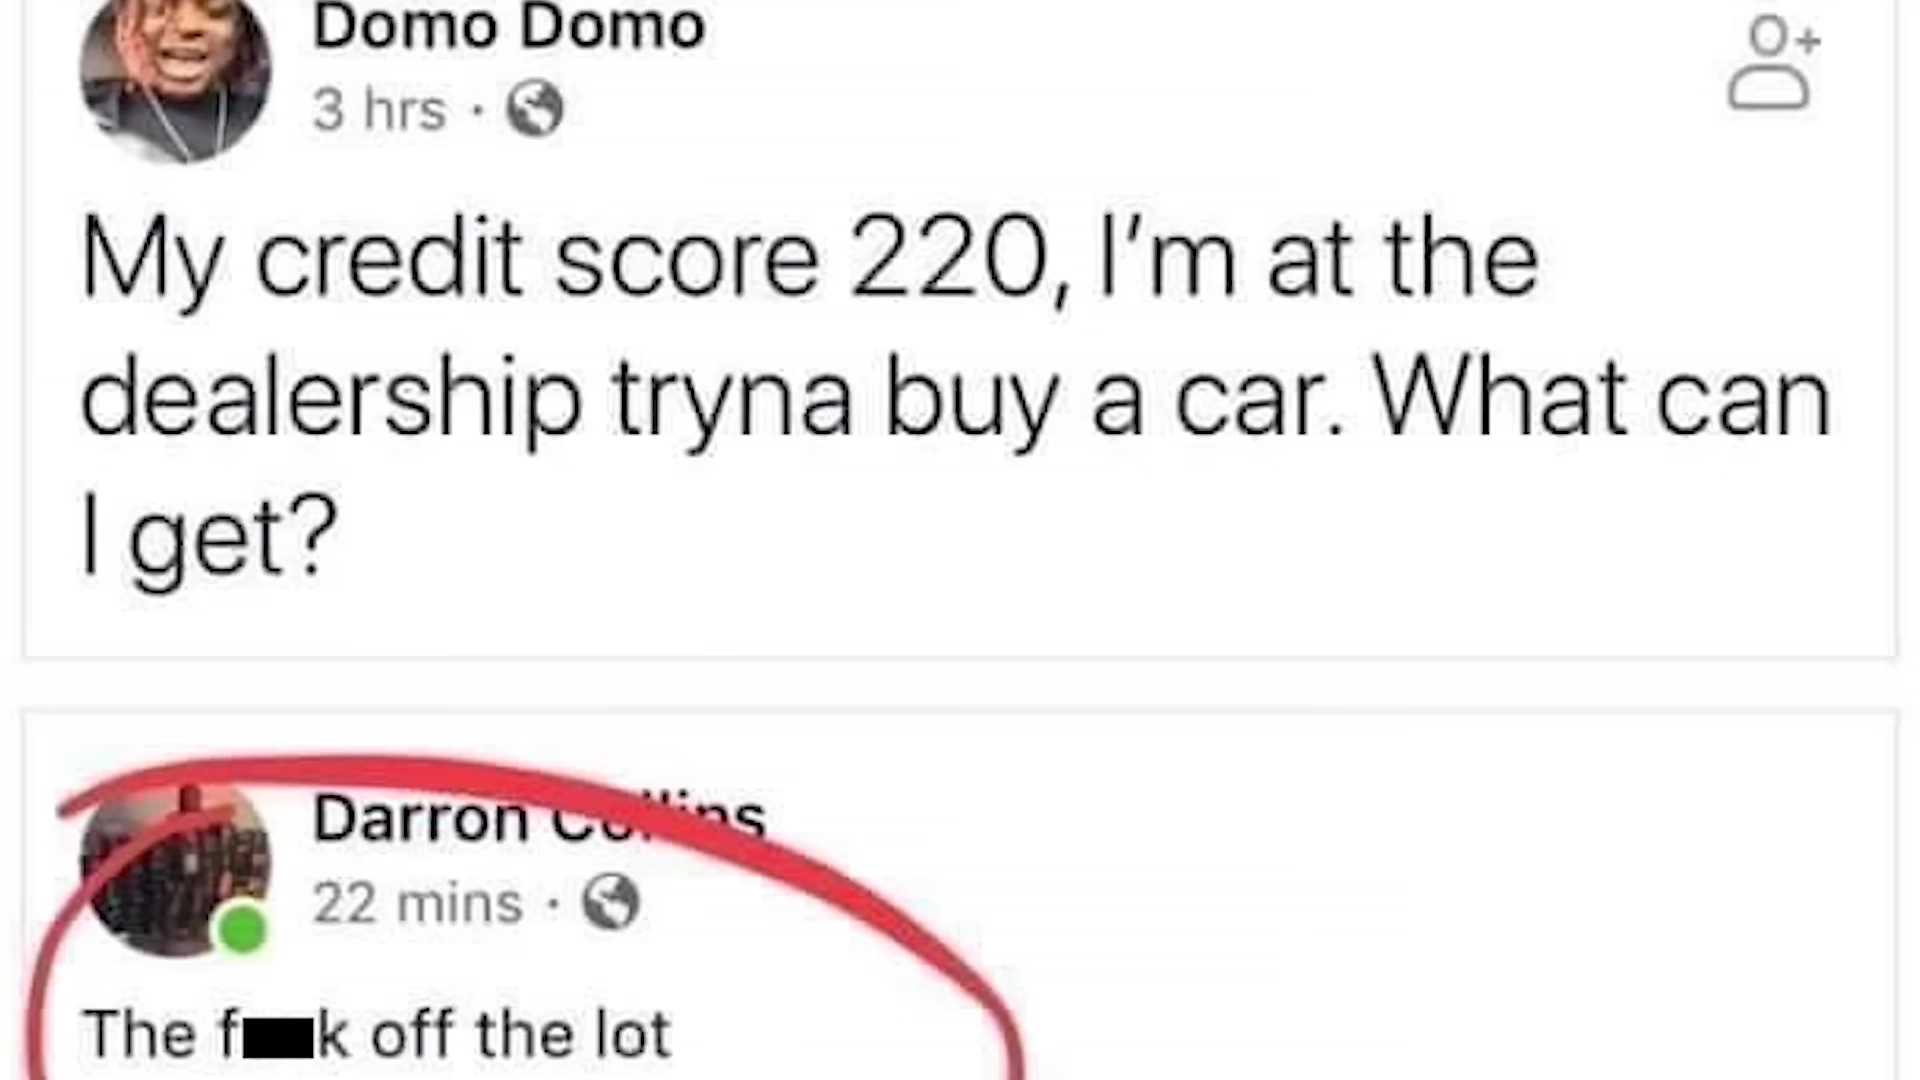 Domo Domo
3 hrs ·
My credit score 220, I'm at the
dealership tryna buy a car. What can
I get?
Darron Collins
22 mins ·
The f k off the lot